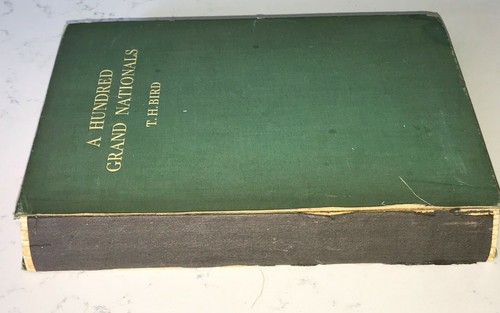 A HUNDRED
GRAND NATIONALS
T. H. BIRD